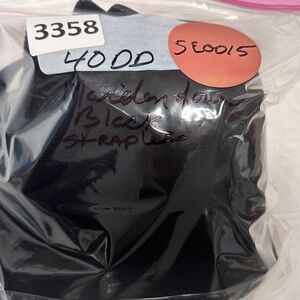 3358
40DD
SE0015
Maidenform
Black
STRAPLESS